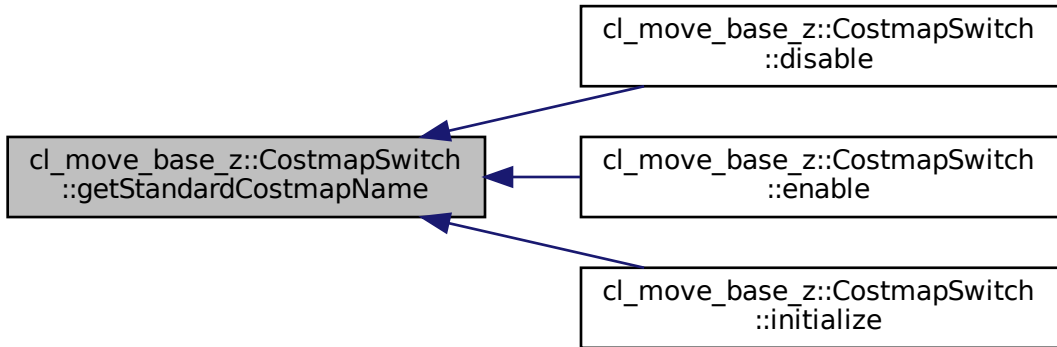 cl_move_base_z::CostmapSwitch
::disable
cl_move_base_z::CostmapSwitch
::getStandardCostmapName
cl_move_base_z::CostmapSwitch
::enable
cl_move_base_z::CostmapSwitch
::initialize